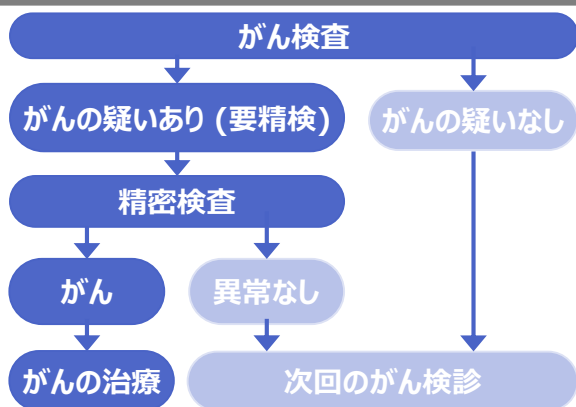 がん検査
がんの疑いあり (要精検)
がんの疑いなし
精密検査
がん
異常なし
がんの治療
次回のがん検診